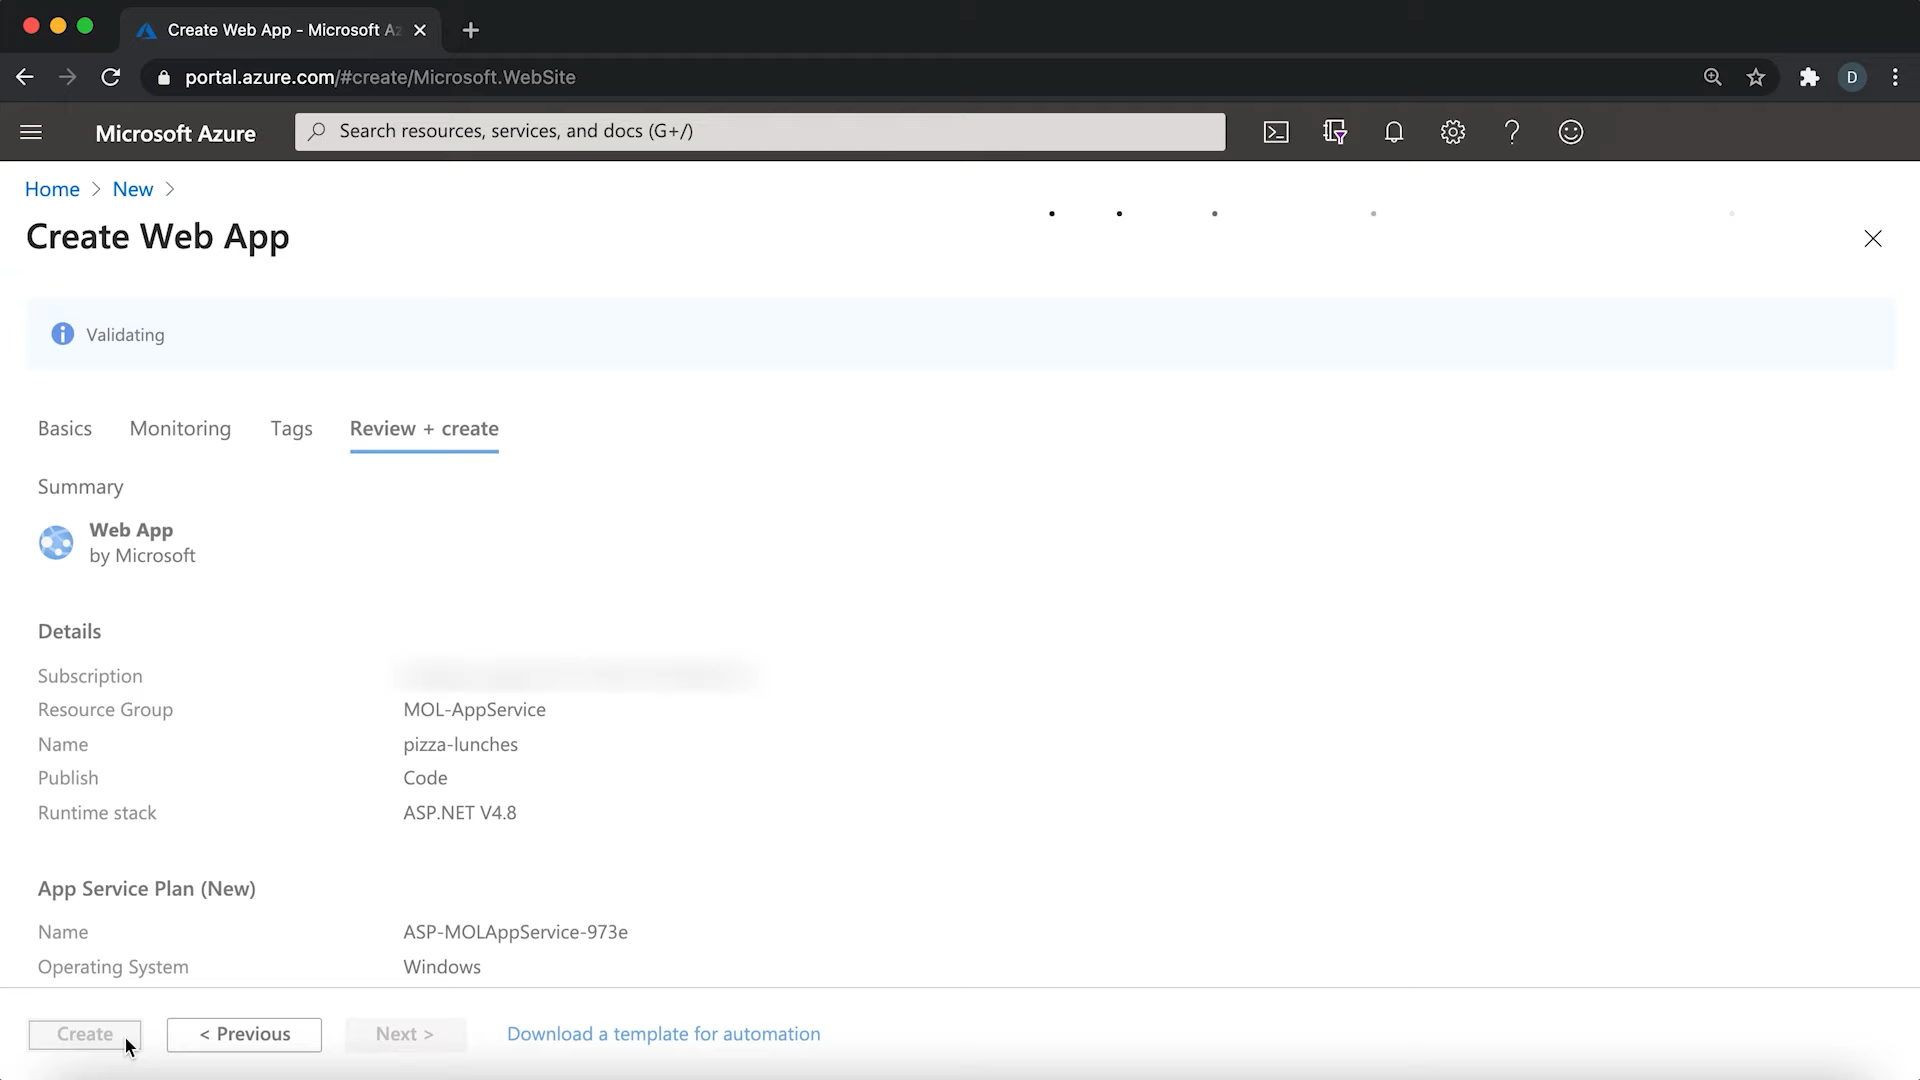 Create Web App - Microsoft Az
portal.azure.com/#create/Microsoft.WebSite
D
Microsoft Azure
Search resources, services, and docs (G+/)
Home > New >
Create Web App
Validating
Basics Monitoring Tags Review + create
Summary
Web App
by Microsoft
Details
Subscription
Resource Group MOL-AppService
Name pizza-lunches
Publish Code
Runtime stack ASP.NET V4.8
App Service Plan (New)
Name ASP-MOLAppService-973e
Operating System Windows
Create < Previous Next > Download a template for automation